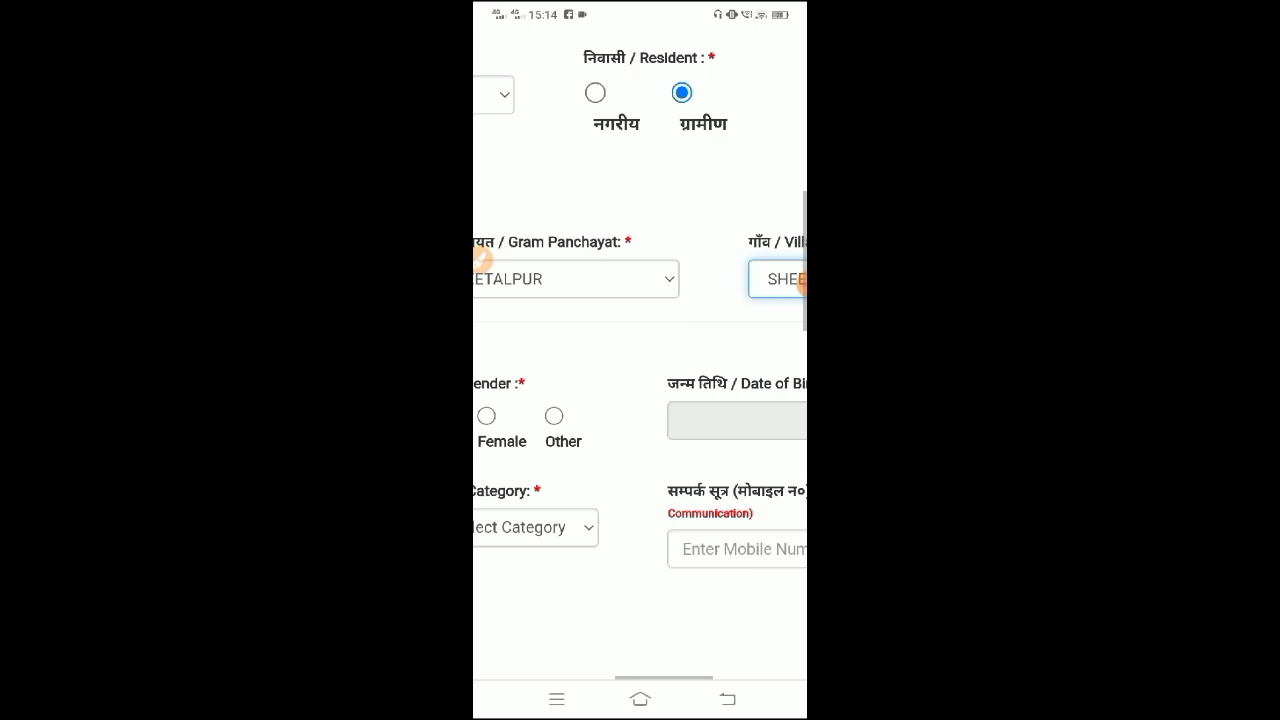 15:14
निवासी / Resident : *
नगरीय ग्रामीण
यत / Gram Panchayat: * गाँव / Vill
ETALPUR SHEE
ender :* जन्म तिथि / Date of Bi
Female Other
Category: * सम्पर्क सूत्र (मोबाइल न०)
Communication)
lect Category
Enter Mobile Num